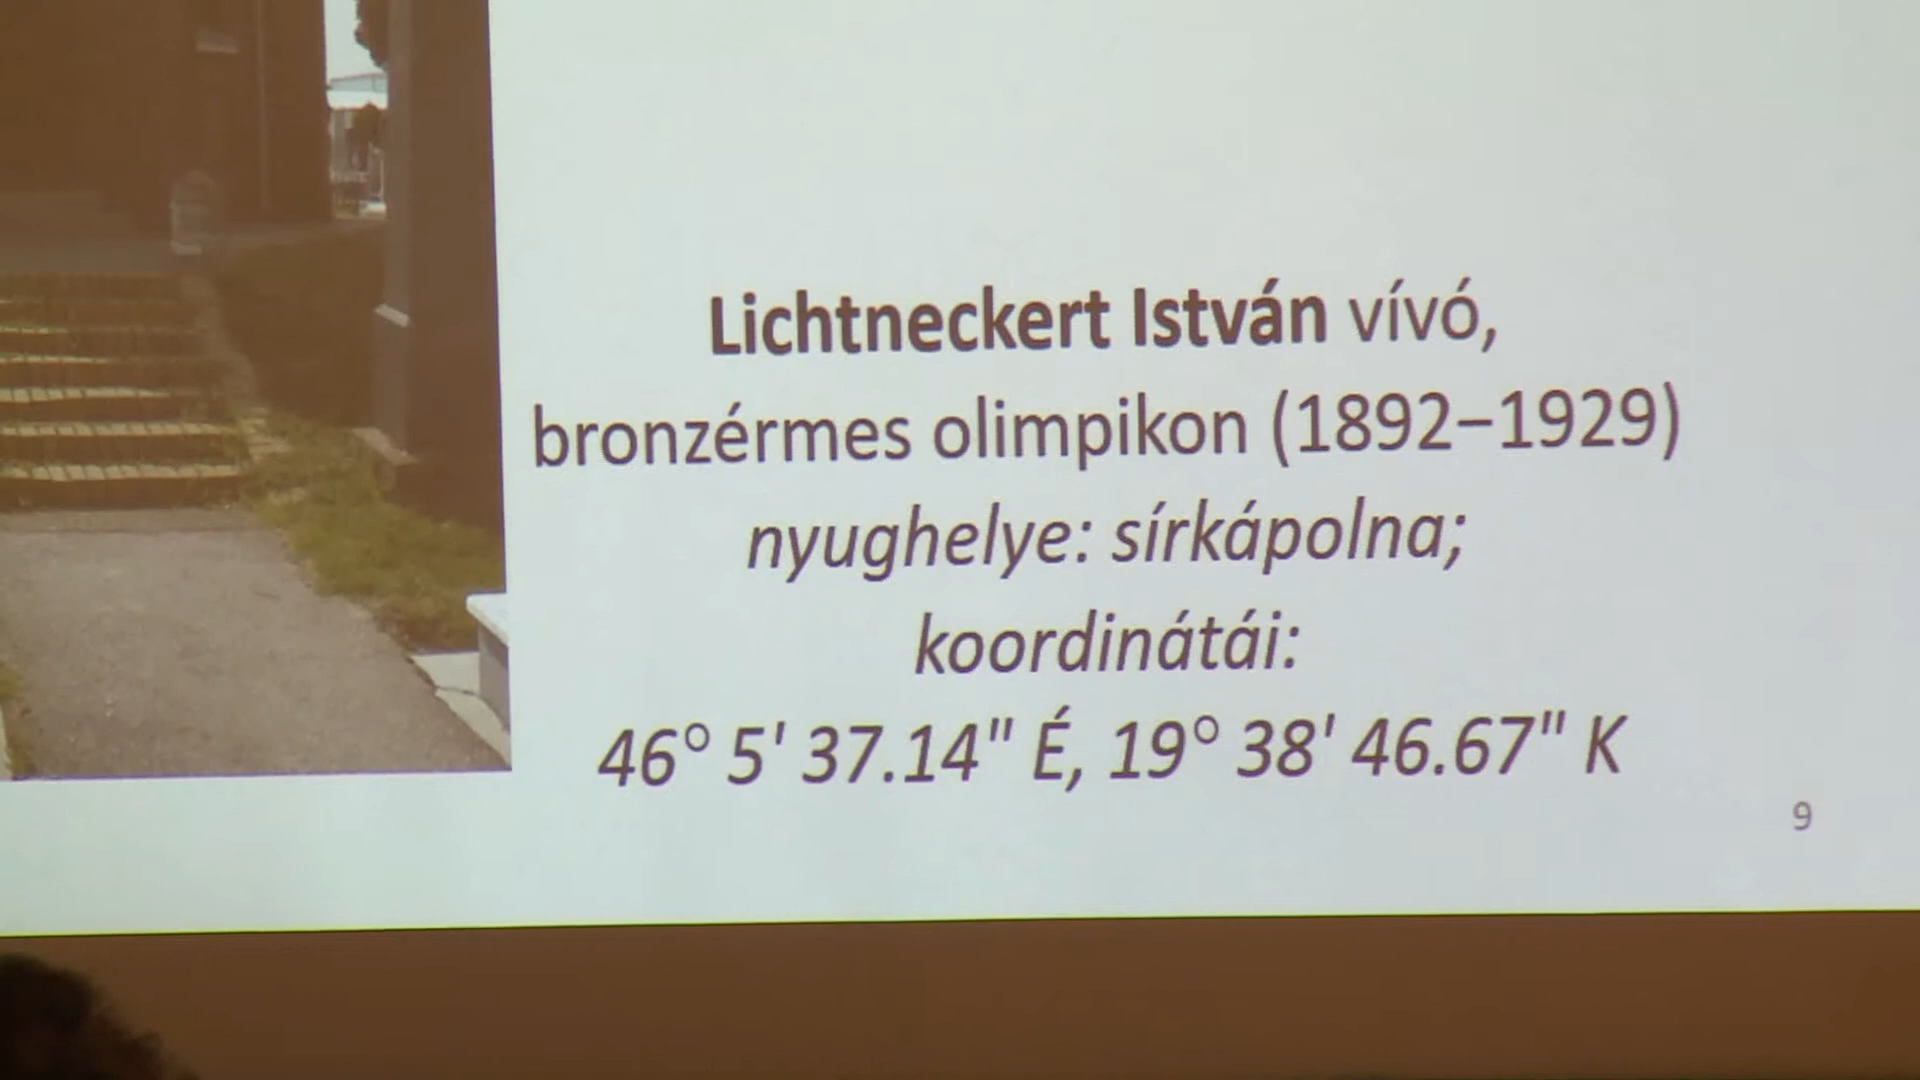 Lichtneckert István vívó,
bronzérmes olimpikon (1892–1929)
nyughelye: sírkápolna;
koordinátái:
46° 5' 37.14" É, 19° 38' 46.67" K
9